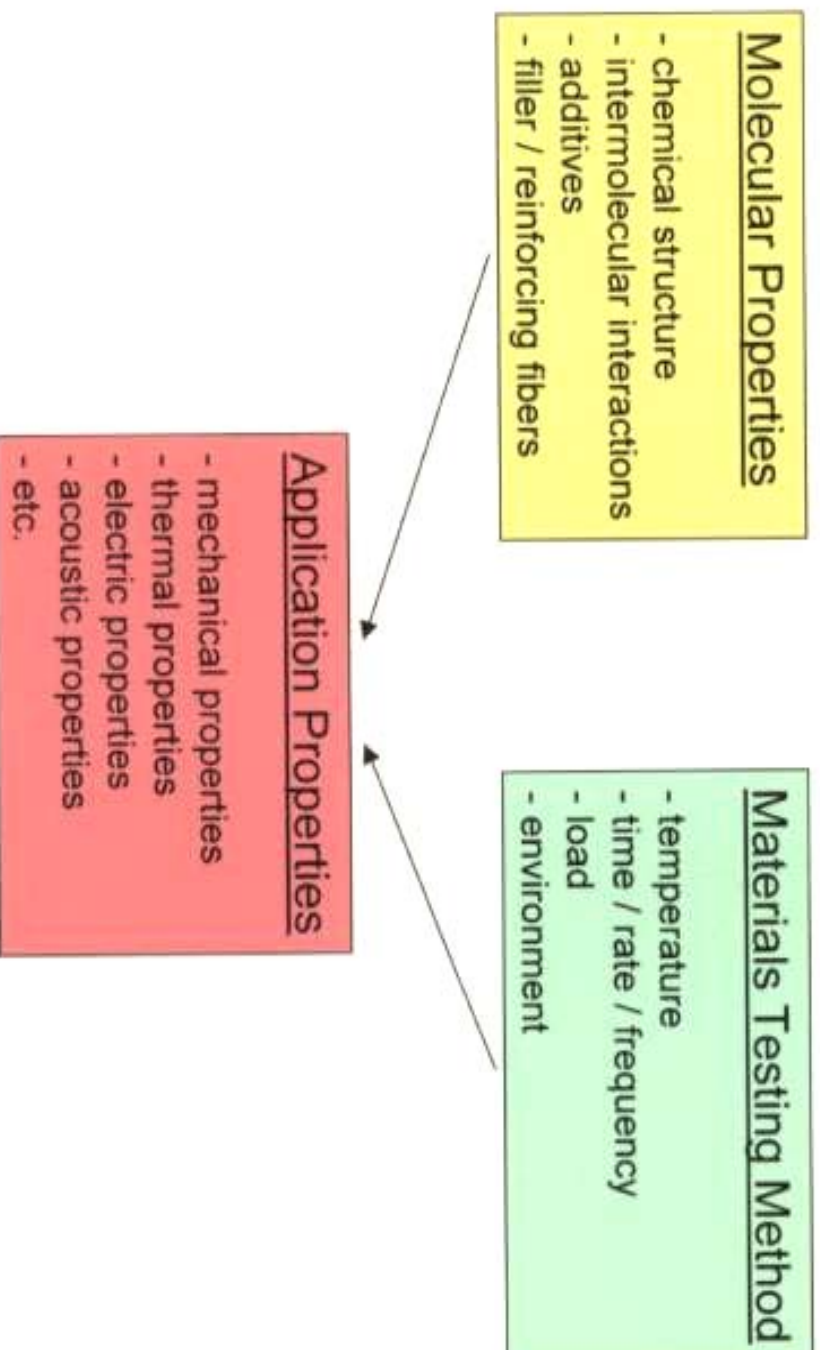 Molecular Properties
- chemical structure
- intermolecular interactions
- additives
- filler / reinforcing fibers
Materials Testing Method
- temperature
- time / rate / frequency
- load
- environment
Application Properties
- mechanical properties
- thermal properties
- electric properties
- acoustic properties
- etc.